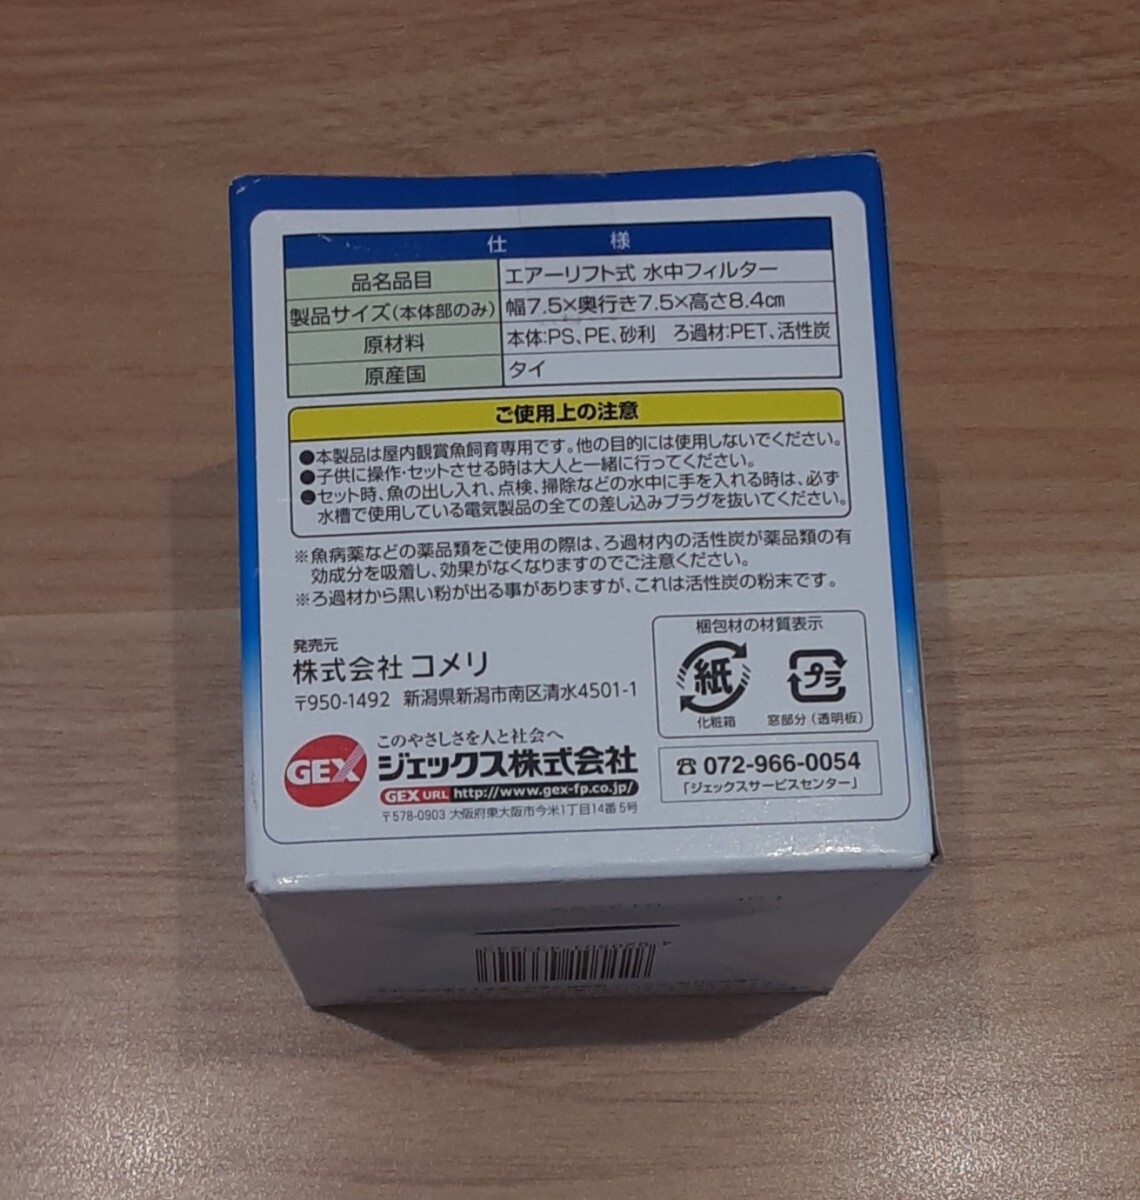 仕様
品名品目 エアーリフト式 水中フィルター
製品サイズ(本体部のみ) 幅7.5×奥行き7.5×高さ8.4cm
原材料 本体:PS、PE、砂利 ろ過材:PET、活性炭
原産国 タイ
ご使用上の注意
●本製品は屋内観賞魚飼育専用です。他の目的には使用しないでください。
●子供に操作・セットさせる時は大人と一緒に行ってください。
●セット時、魚の出し入れ、点検、掃除などの水中に手を入れる時は、必ず
水槽で使用している電気製品の全ての差し込みプラグを抜いてください。
※魚病薬などの薬品類をご使用の際は、ろ過材内の活性炭が薬品類の有
効成分を吸着し、効果がなくなりますのでご注意ください。
※ろ過材から黒い粉が出る事がありますが、これは活性炭の粉末です。
発売元
株式会社 コメリ
〒950-1492 新潟県新潟市南区清水4501-1
梱包材の材質表示
紙 プラ
化粧箱 窓部分(透明板)
このやさしさを人と社会へ
GEX ジェックス株式会社
GEX URL http://www.gex-fp.co.jp/
〒578-0903 大阪府東大阪市今米1丁目14番5号
☎072-966-0054
「ジェックスサービスセンター」